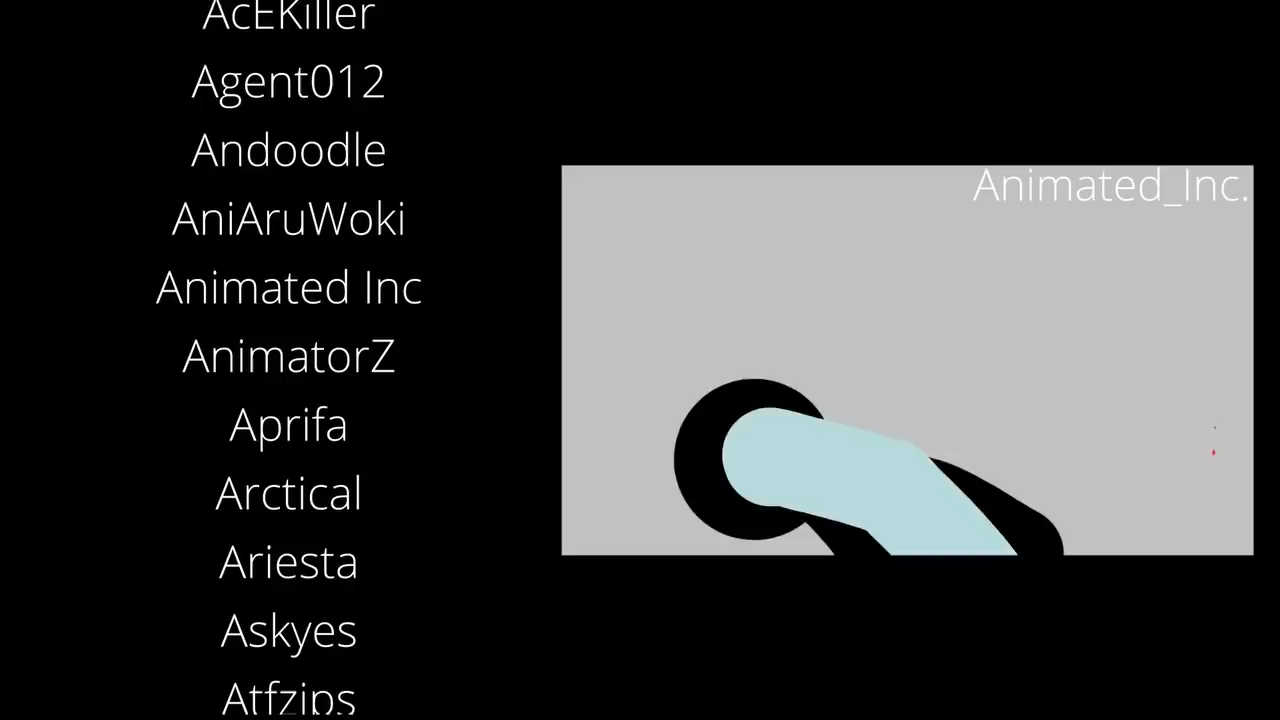 AcEKiller
Agent012
Andoodle
AniAruWoki
Animated Inc
AnimatorZ
Aprifa
Arctical
Ariesta
Askyes
Atfzips
Animated_Inc.